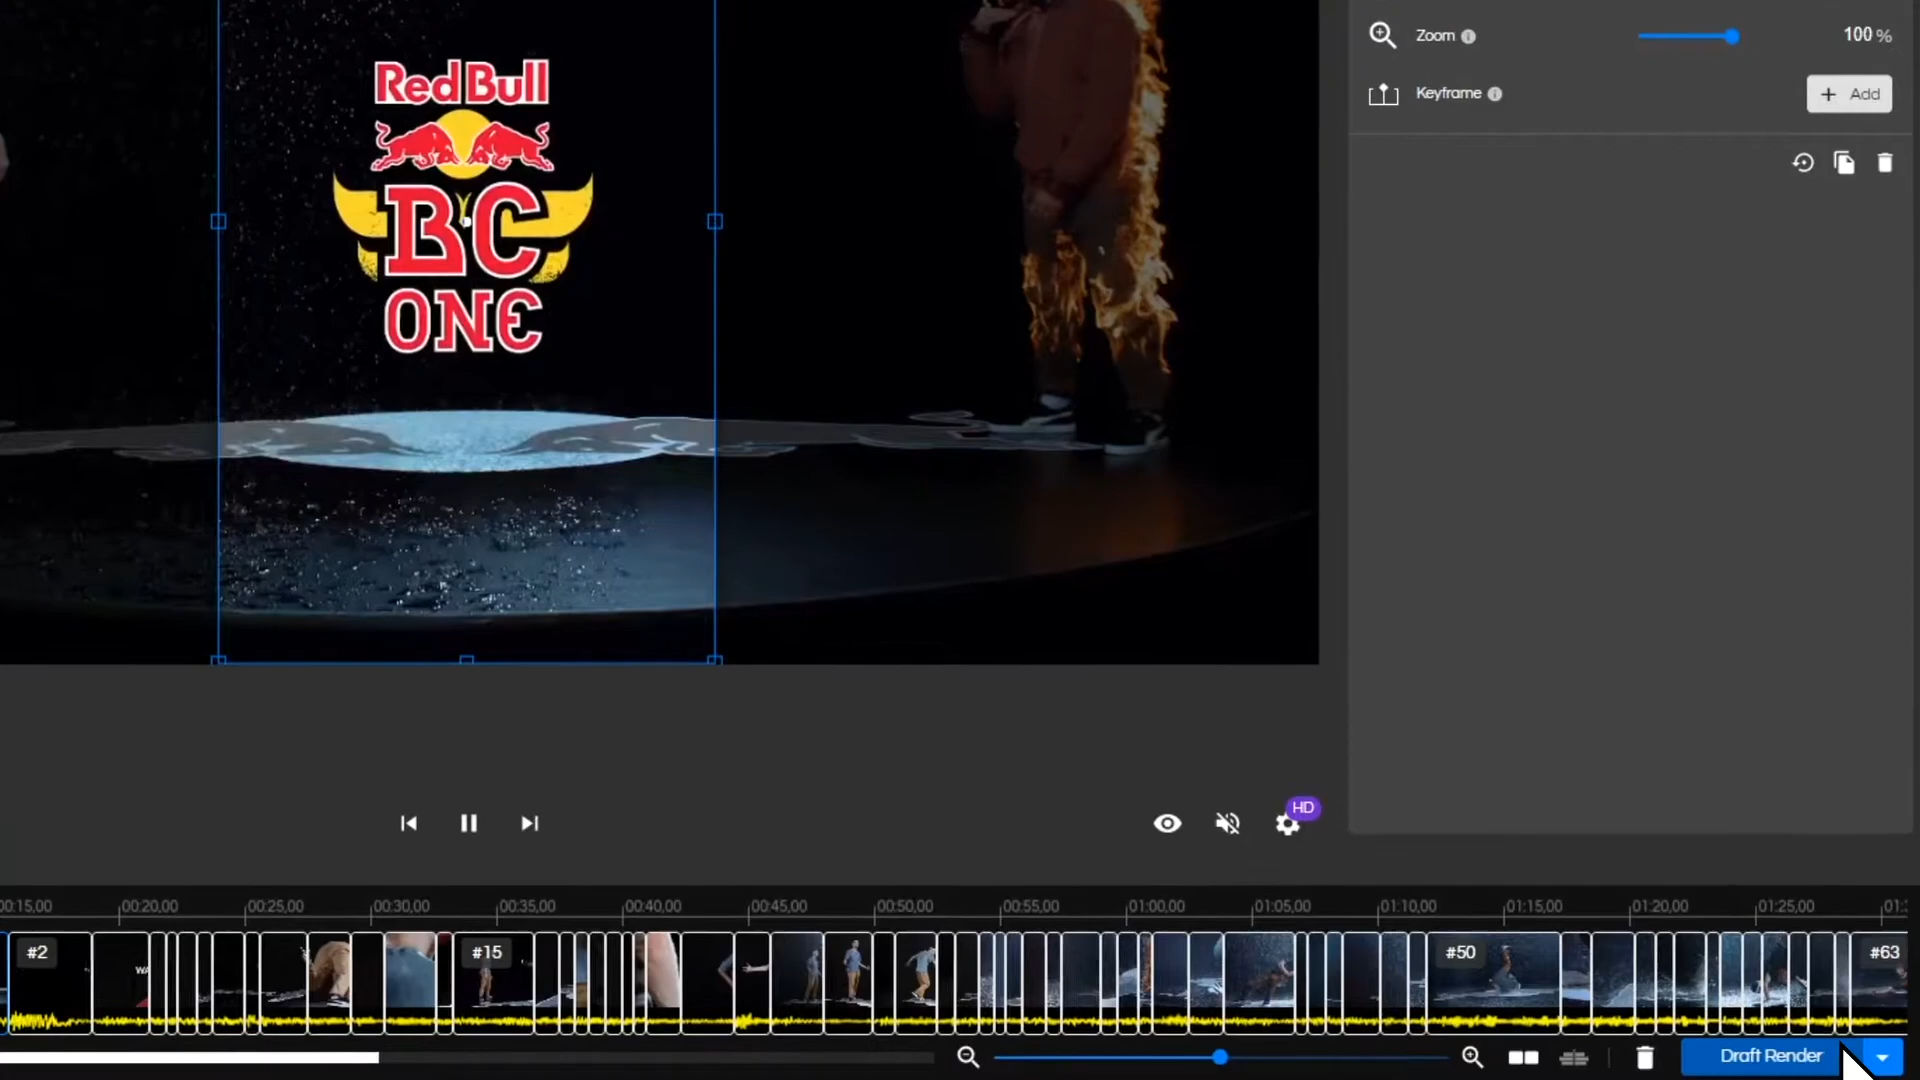 Zoom
100 %
Keyframe
+ Add
Red Bull
BC
ONE
HD
00:15,00 00:20,00 00:25,00 00:30,00 00:35,00 00:40,00 00:45,00 00:50,00 00:55,00 01:00,00 01:05,00 01:10,00 01:15,00 01:20,00 01:25,00
#2 #15 #50 #63
Draft Render